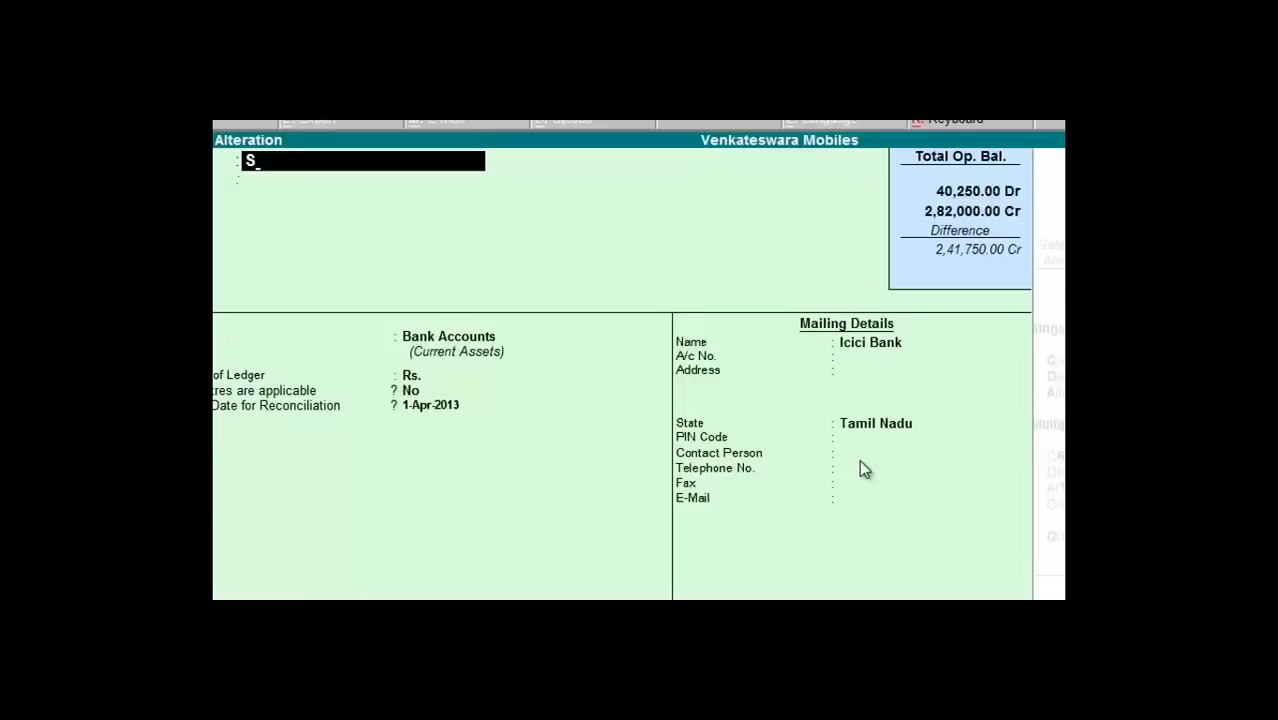 Keyboard
Alteration Venkateswara Mobiles
: S
:
Total Op. Bal.
40,250.00 Dr
2,82,000.00 Cr
Difference
2,41,750.00 Cr
: Bank Accounts
(Current Assets)
of Ledger : Rs.
tres are applicable ? No
Date for Reconciliation ? 1-Apr-2013
Mailing Details
Name : Icici Bank
A/c No. :
Address :
State : Tamil Nadu
PIN Code :
Contact Person :
Telephone No. :
Fax :
E-Mail :